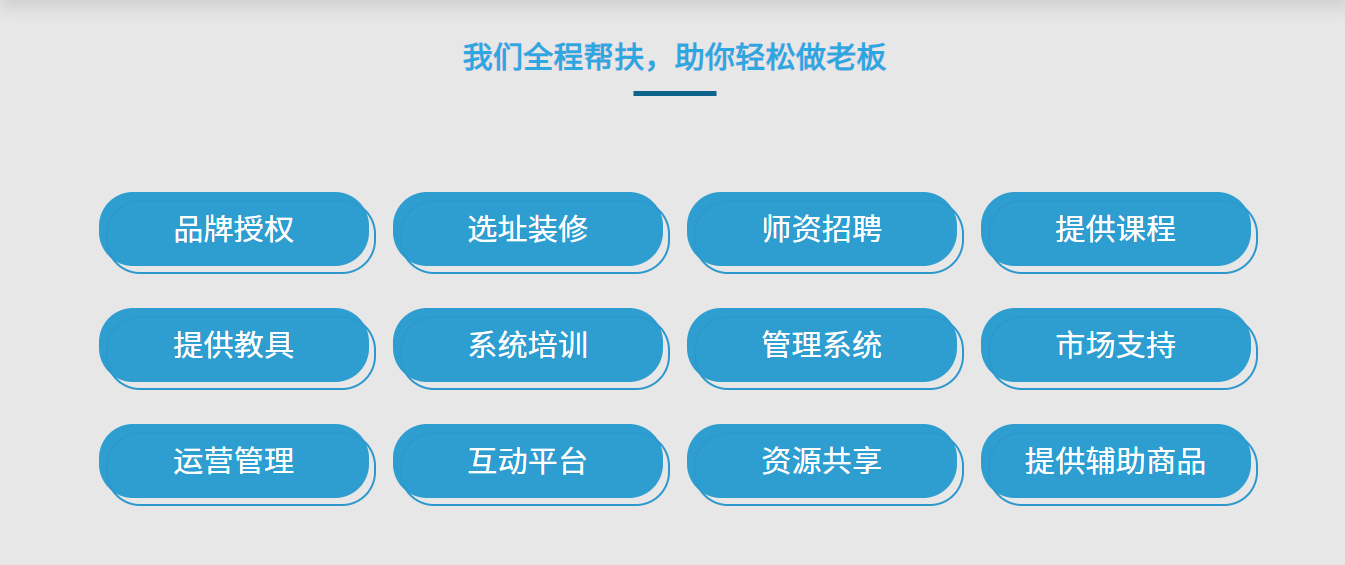 我们全程帮扶，助你轻松做老板
品牌授权
选址装修
师资招聘
提供课程
提供教具
系统培训
管理系统
市场支持
运营管理
互动平台
资源共享
提供辅助商品